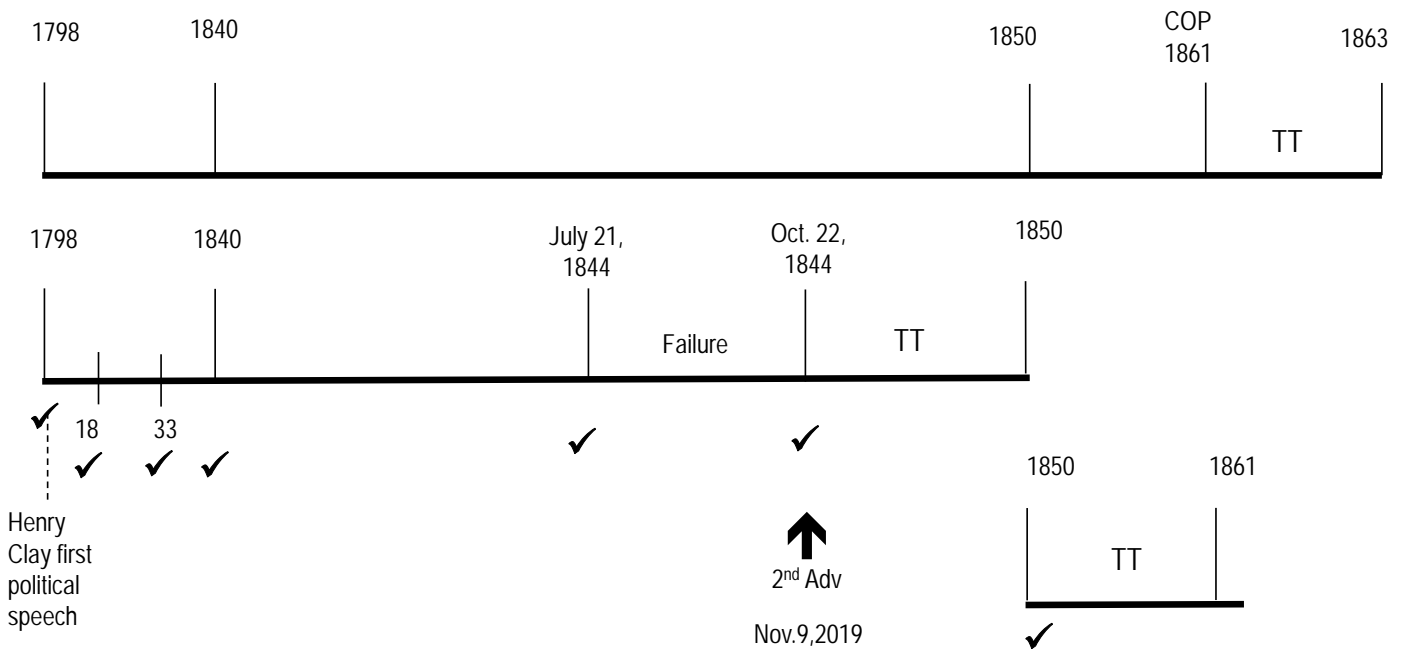 1798
1840
1850
COP
1861
1863
TT
1798
1840
July 21,
1844
Oct. 22,
1844
1850
Failure
TT
18
33
1850
1861
Henry
Clay first
political
speech
TT
2nd Adv
Nov.9,2019